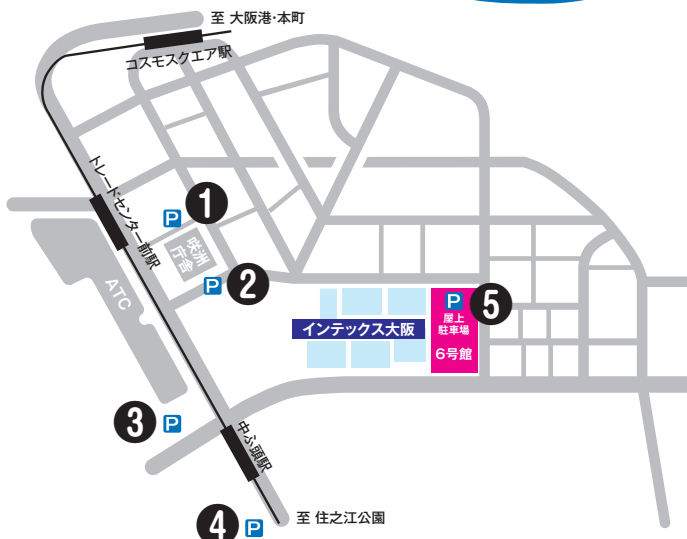 至 大阪港・本町
コスモスクエア駅
トレードセンター前駅
P
1
咲洲
庁舎
ATC
P
2
P
5
屋上
駐車場
インテックス大阪
6号館
3
P
中ふ頭駅
4
P
至 住之江公園